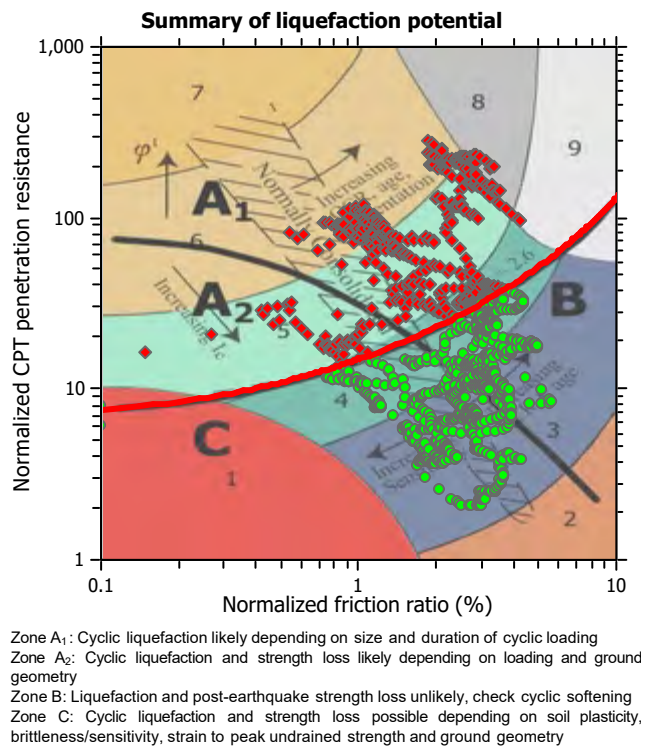 Summary of liquefaction potential
1,000
100
10
1
Normalized CPT penetration resistance
0.1
1
10
Normalized friction ratio (%)
7
8
9
φ'
A1
6
A2
5
B
4
C
1
3
2
2.6
Increasing
age,
Normally
Consolid
Increasing Ic
Zone A1: Cyclic liquefaction likely depending on size and duration of cyclic loading
Zone A2: Cyclic liquefaction and strength loss likely depending on loading and ground
geometry
Zone B: Liquefaction and post-earthquake strength loss unlikely, check cyclic softening
Zone C: Cyclic liquefaction and strength loss possible depending on soil plasticity,
brittleness/sensitivity, strain to peak undrained strength and ground geometry